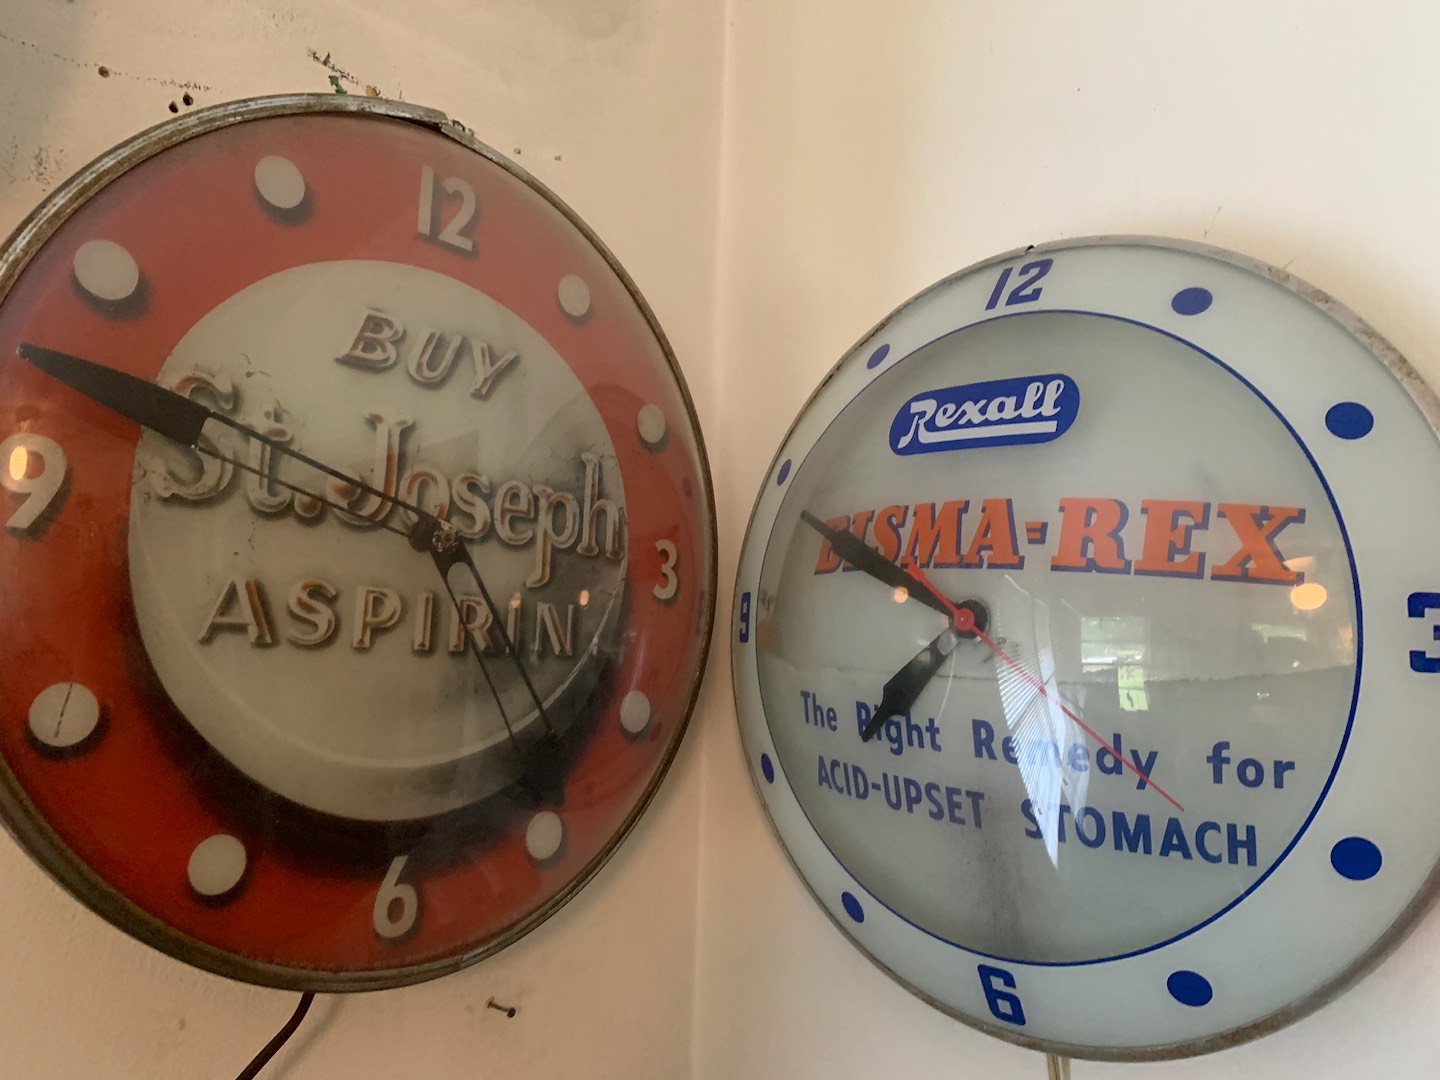 12
BUY
St. Joseph
ASPIRIN
9
3
6
12
Rexall
BISMA-REX
9
3
The Right Remedy for
ACID-UPSET STOMACH
6